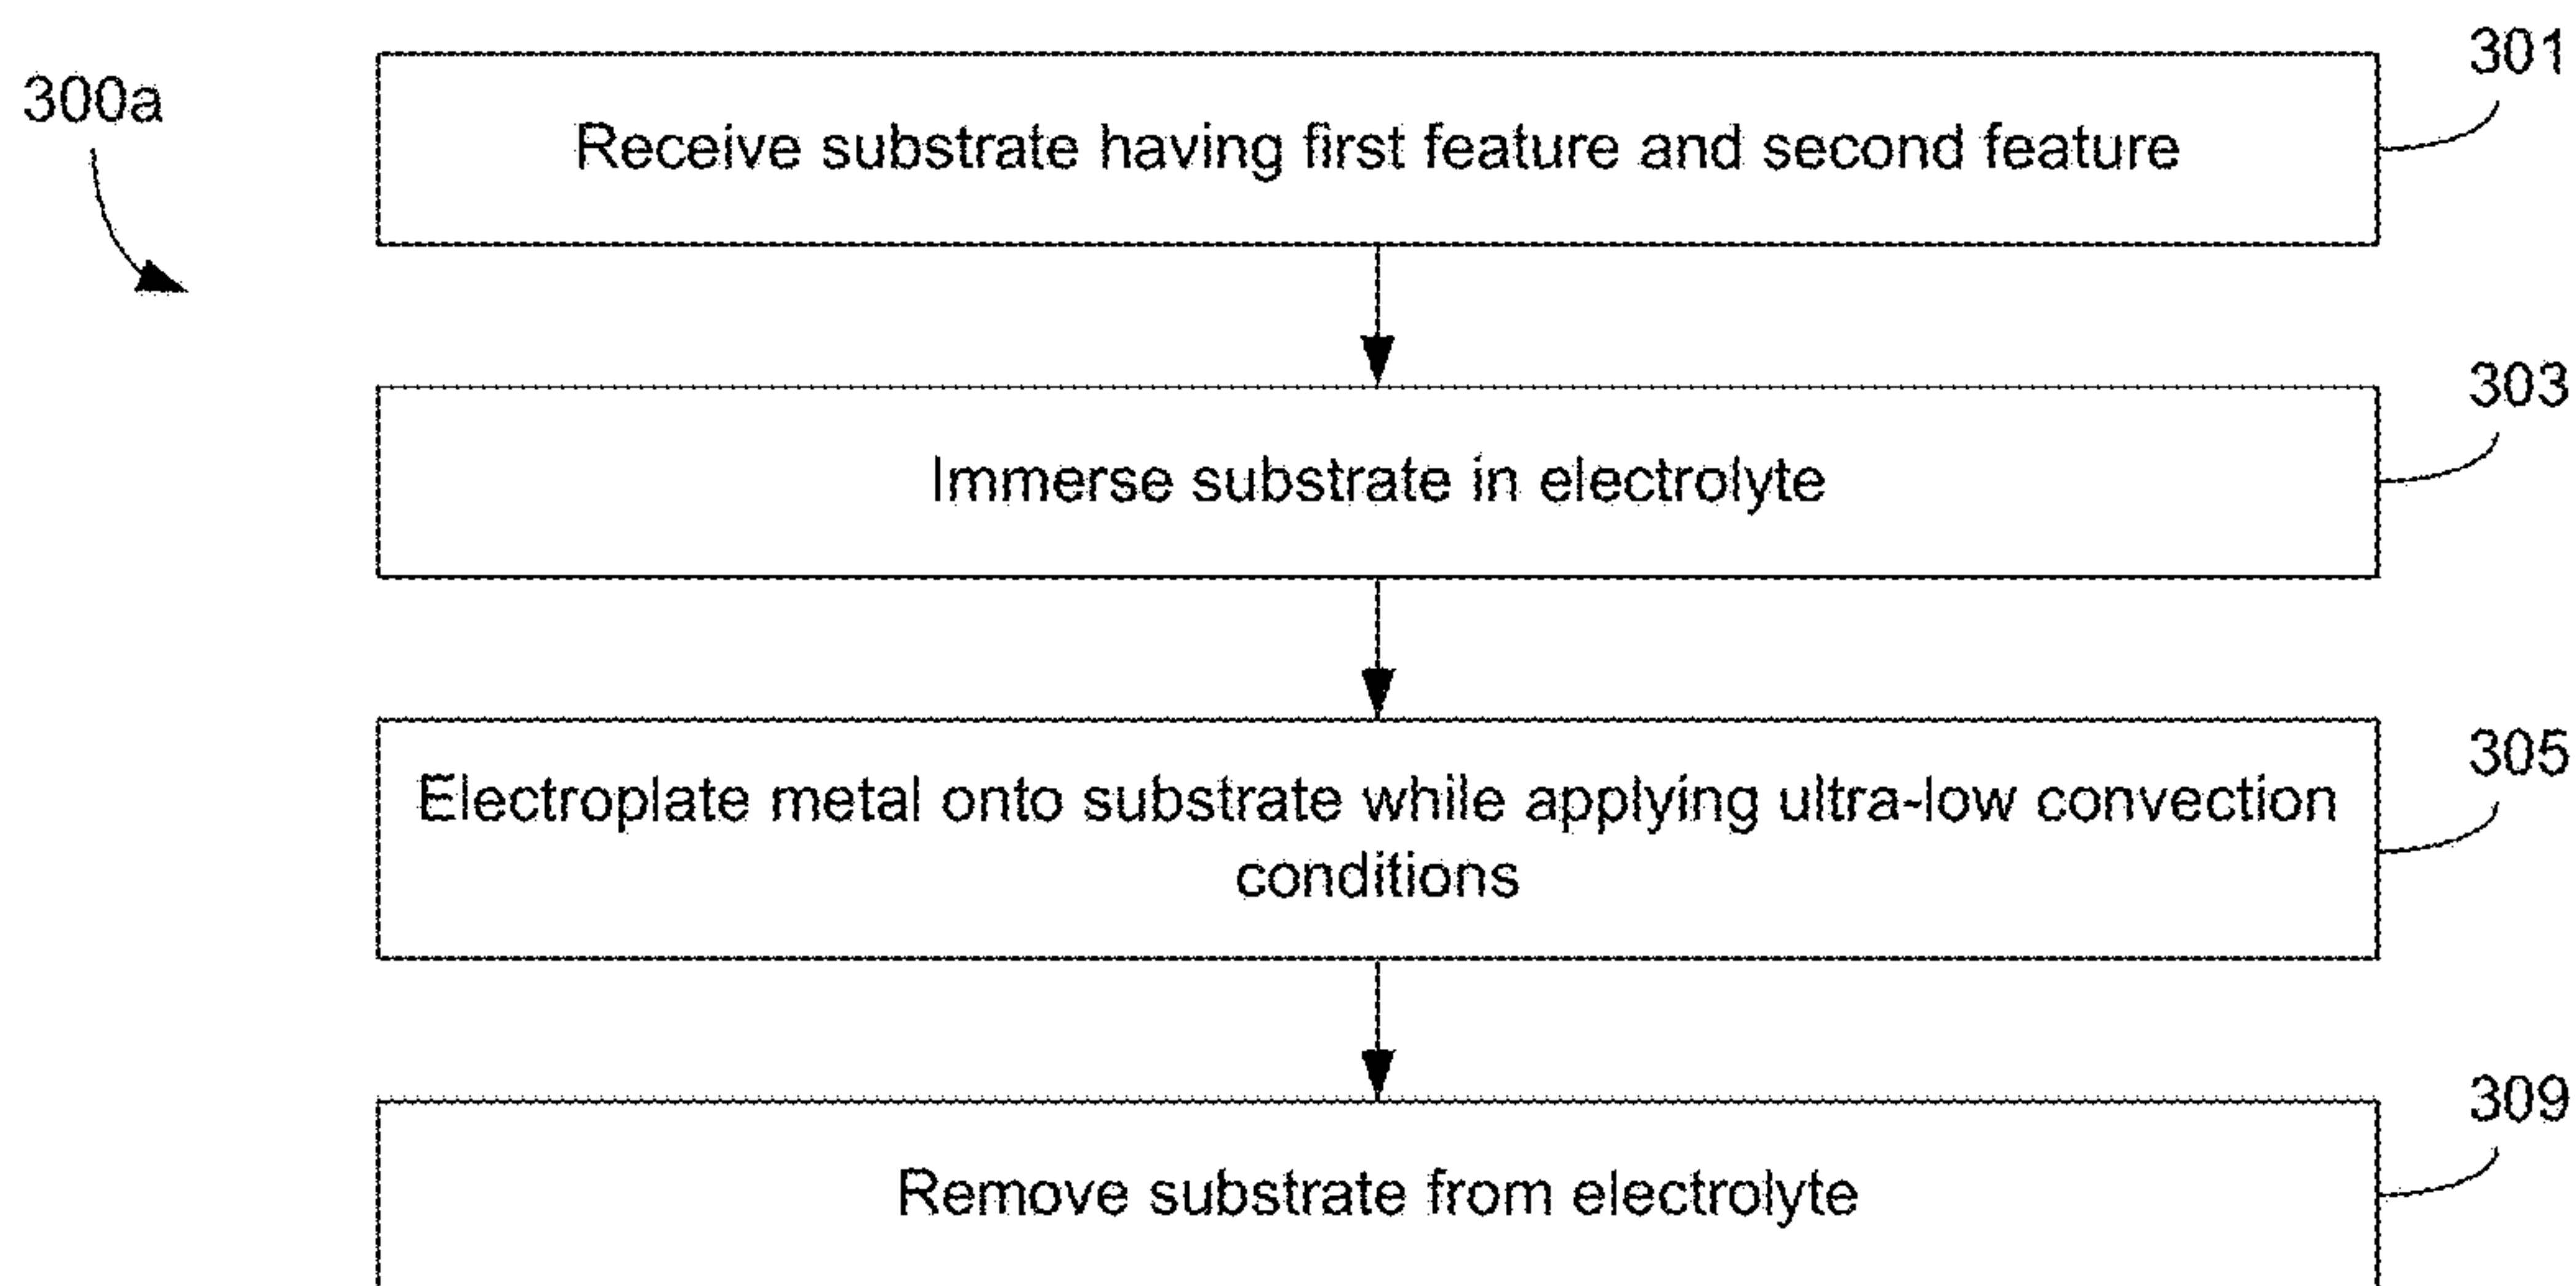 300a
301
Receive substrate having first feature and second feature
303
Immerse substrate in electrolyte
305
Electroplate metal onto substrate while applying ultra-low convection
conditions
309
Remove substrate from electrolyte